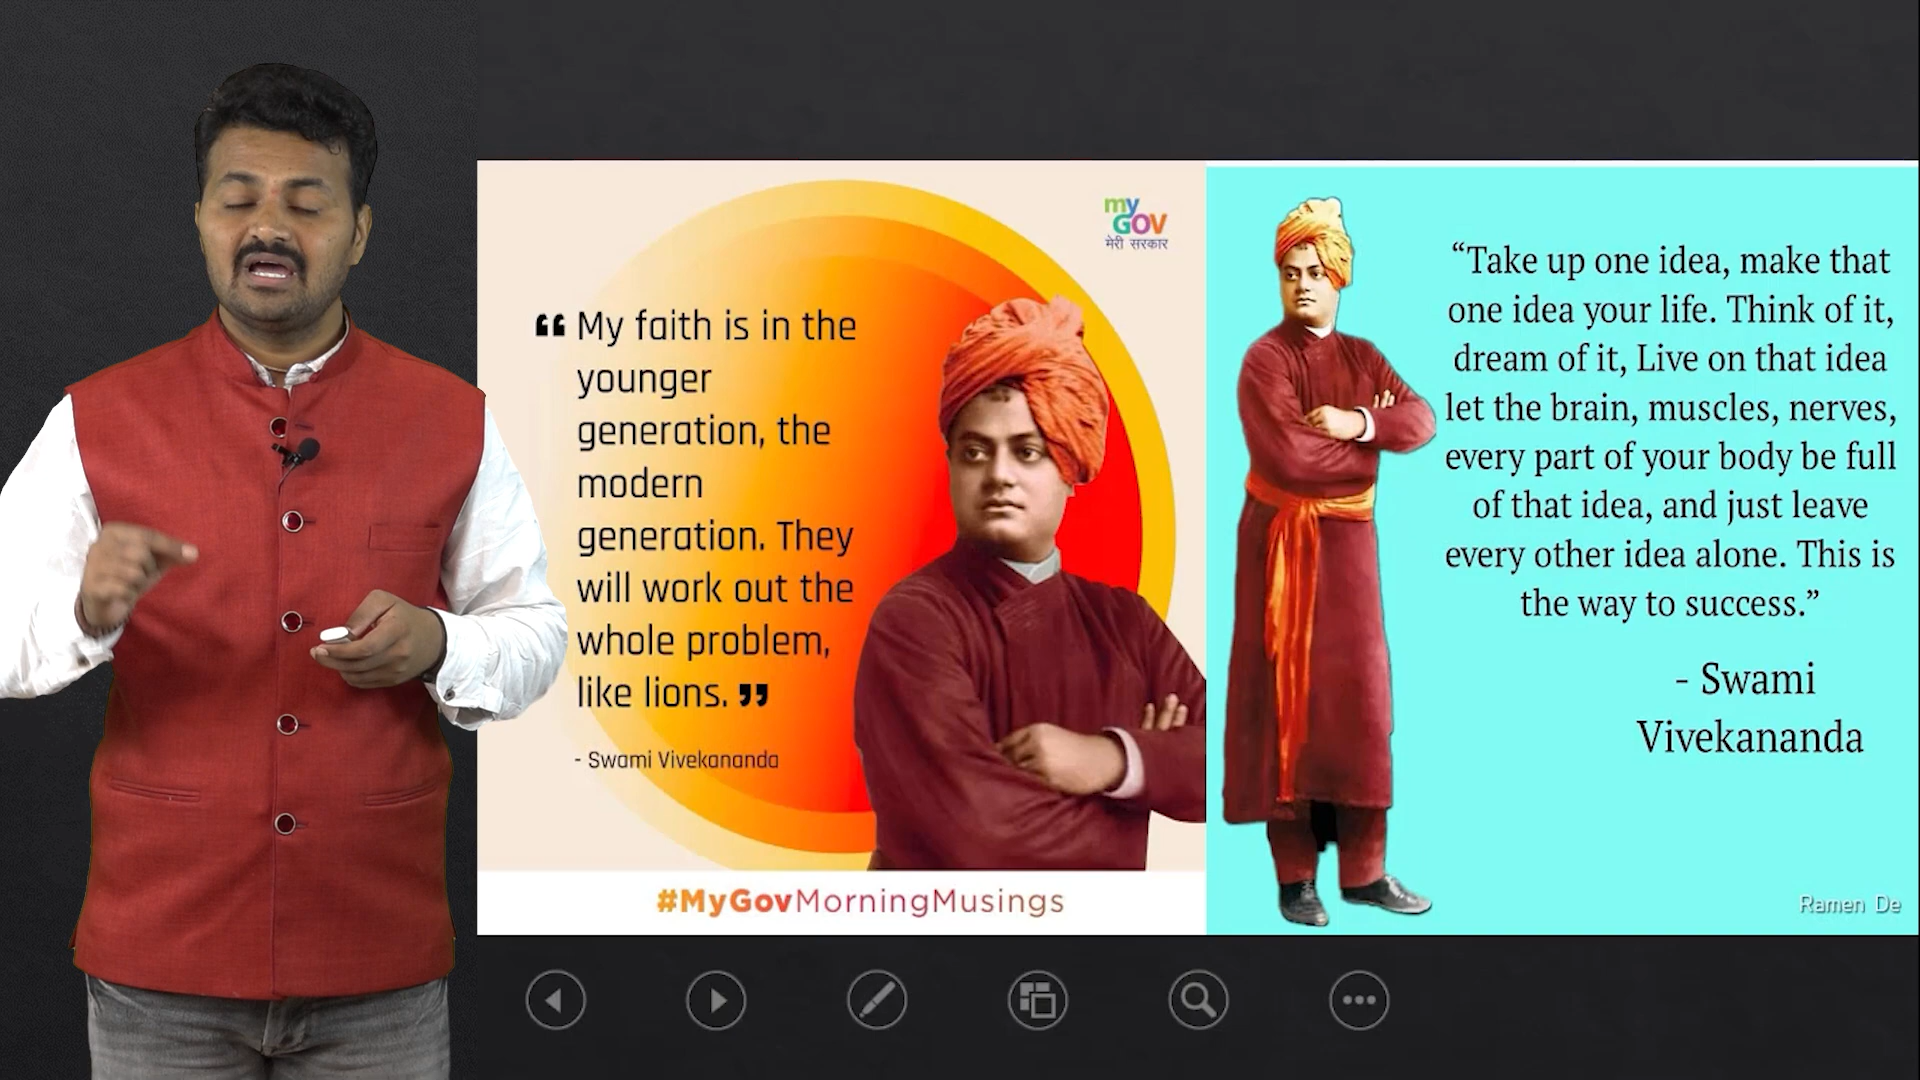 my
GOV
मेरी सरकार
“ My faith is in the
younger
generation, the
modern
generation. They
will work out the
whole problem,
like lions. ”
- Swami Vivekananda
#MyGovMorningMusings
“Take up one idea, make that
one idea your life. Think of it,
dream of it, Live on that idea
let the brain, muscles, nerves,
every part of your body be full
of that idea, and just leave
every other idea alone. This is
the way to success.”
- Swami
Vivekananda
Ramen De